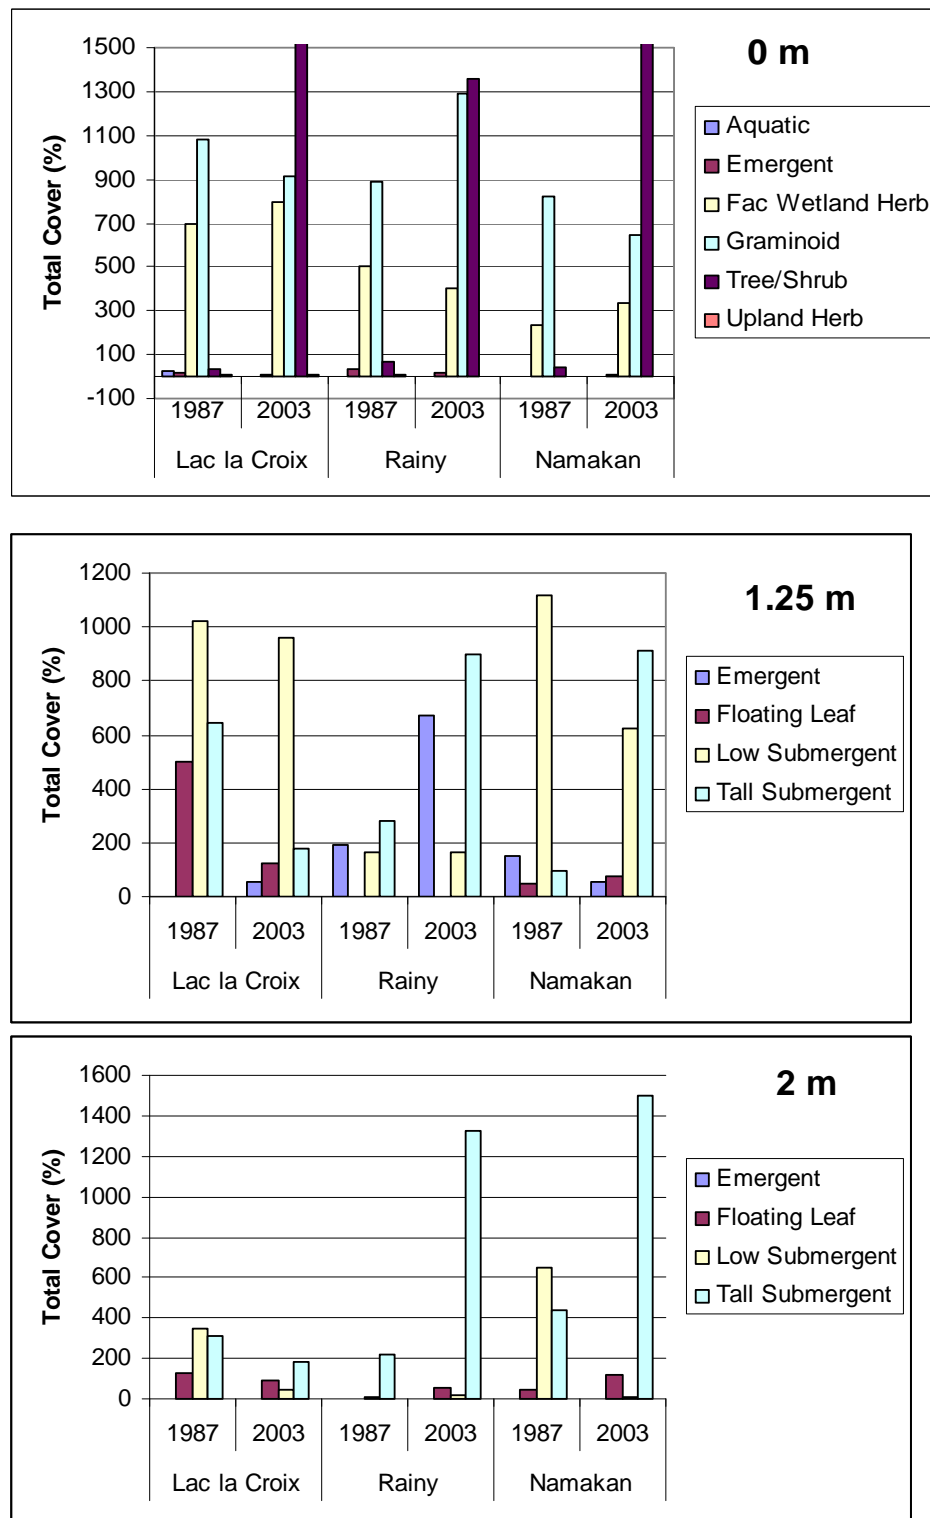 0 m
Total Cover (%)
1500
1300
1100
900
700
500
300
100
-100
1987 2003 1987 2003 1987 2003
Lac la Croix Rainy Namakan
Aquatic
Emergent
Fac Wetland Herb
Graminoid
Tree/Shrub
Upland Herb
1.25 m
Total Cover (%)
1200
1000
800
600
400
200
0
1987 2003 1987 2003 1987 2003
Lac la Croix Rainy Namakan
Emergent
Floating Leaf
Low Submergent
Tall Submergent
2 m
Total Cover (%)
1600
1400
1200
1000
800
600
400
200
0
1987 2003 1987 2003 1987 2003
Lac la Croix Rainy Namakan
Emergent
Floating Leaf
Low Submergent
Tall Submergent